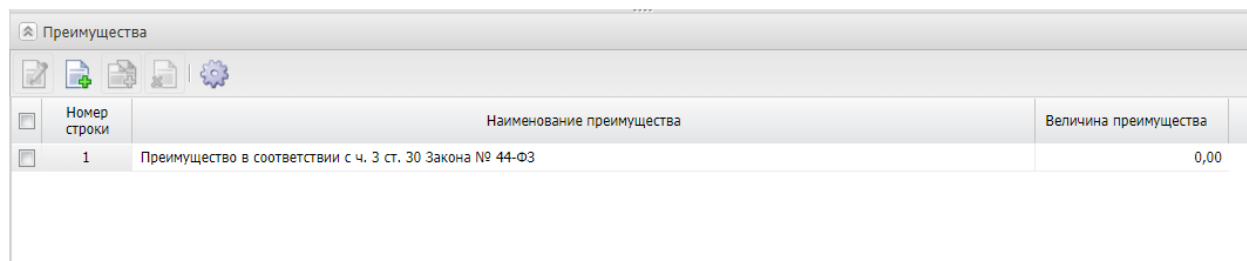 Преимущества
Номер строки
Наименование преимущества
Величина преимущества
1
Преимущество в соответствии с ч. 3 ст. 30 Закона № 44-ФЗ
0,00